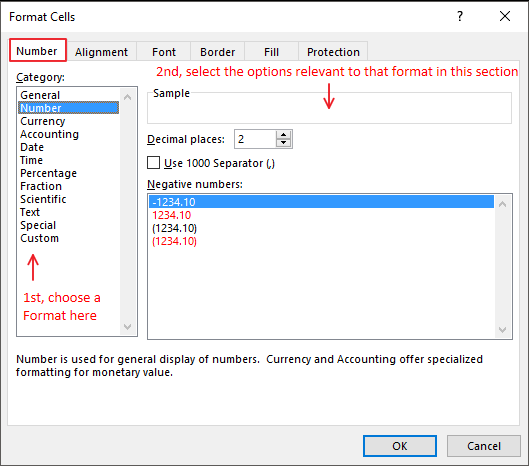 Format Cells
Number Alignment Font Border Fill Protection
Category:
General
Number
Currency
Accounting
Date
Time
Percentage
Fraction
Scientific
Text
Special
Custom
1st, choose a
Format here
2nd, select the options relevant to that format in this section
Sample
Decimal places: 2
Use 1000 Separator (,)
Negative numbers:
-1234.10
1234.10
(1234.10)
(1234.10)
Number is used for general display of numbers.  Currency and Accounting offer specialized
formatting for monetary value.
OK Cancel